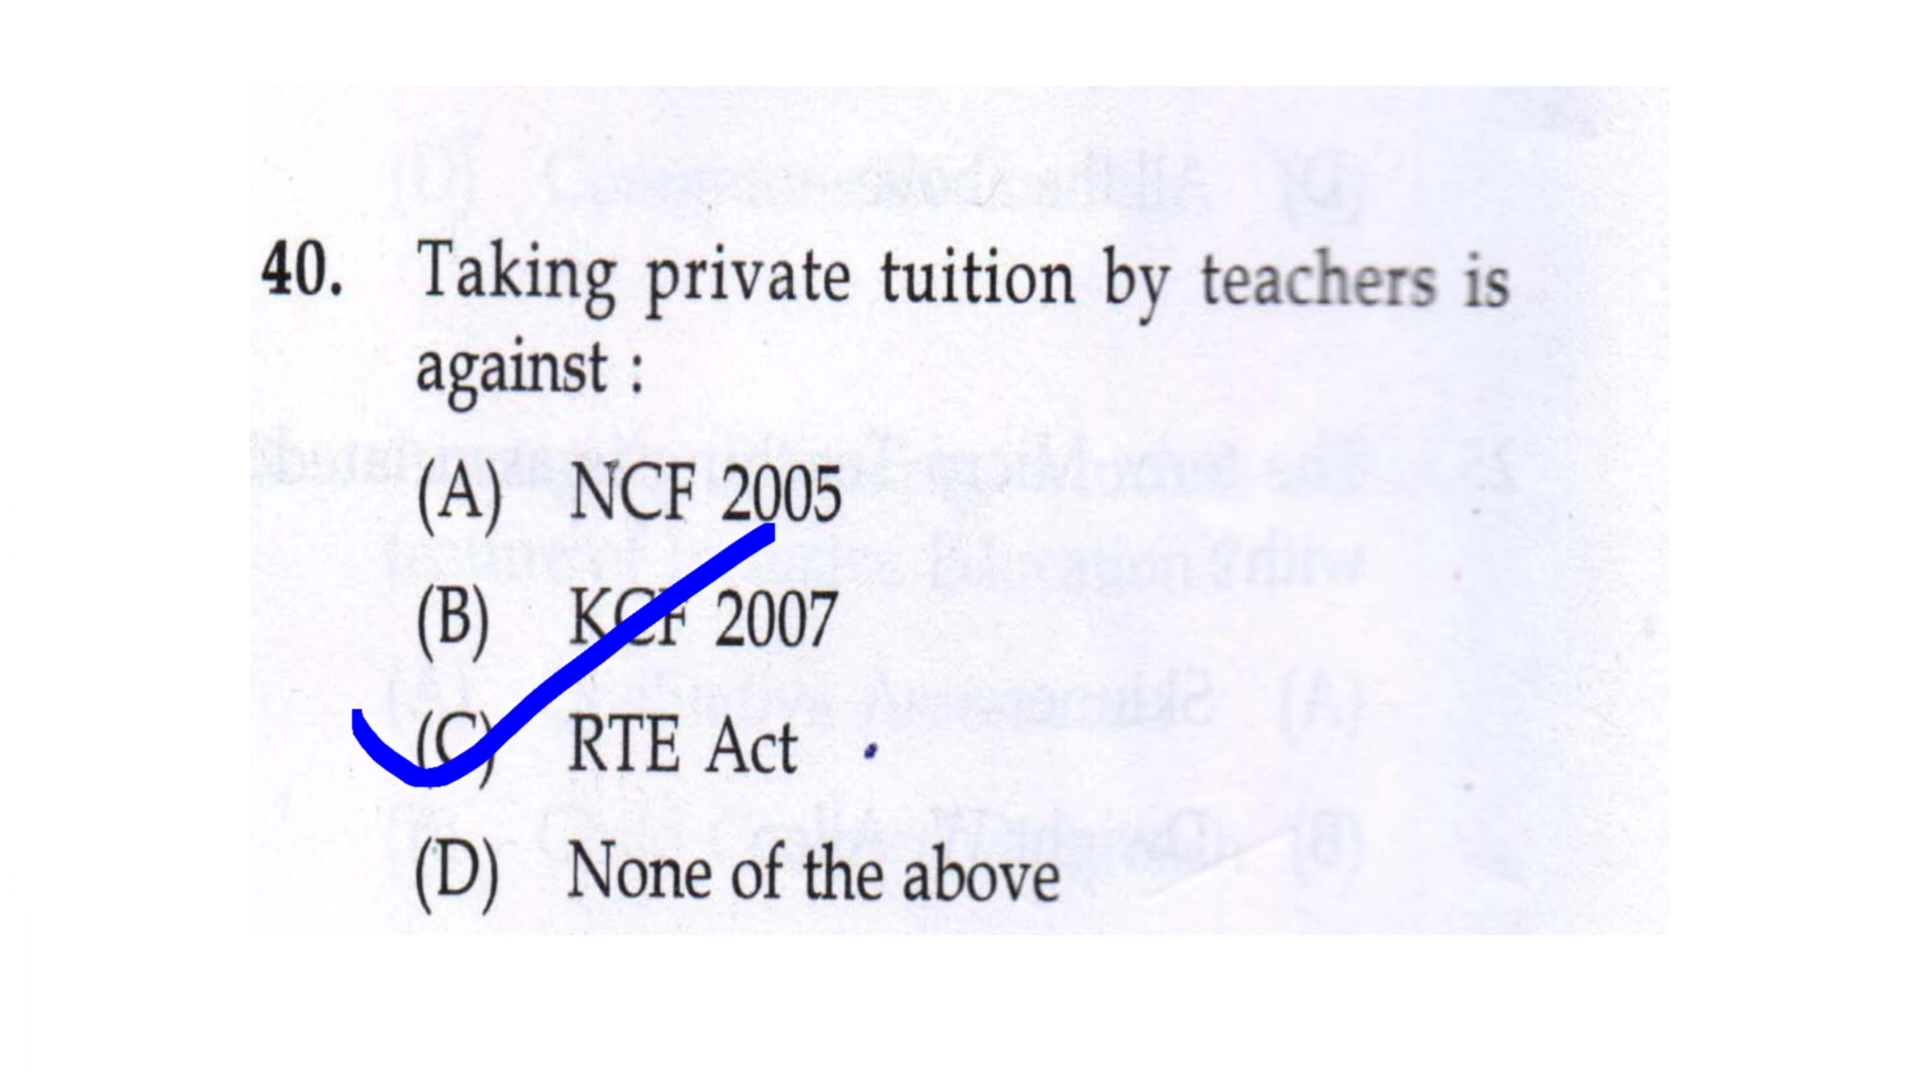 40. Taking private tuition by teachers is
against :
(A) NCF 2005
(B) KCF 2007
(C) RTE Act
(D) None of the above